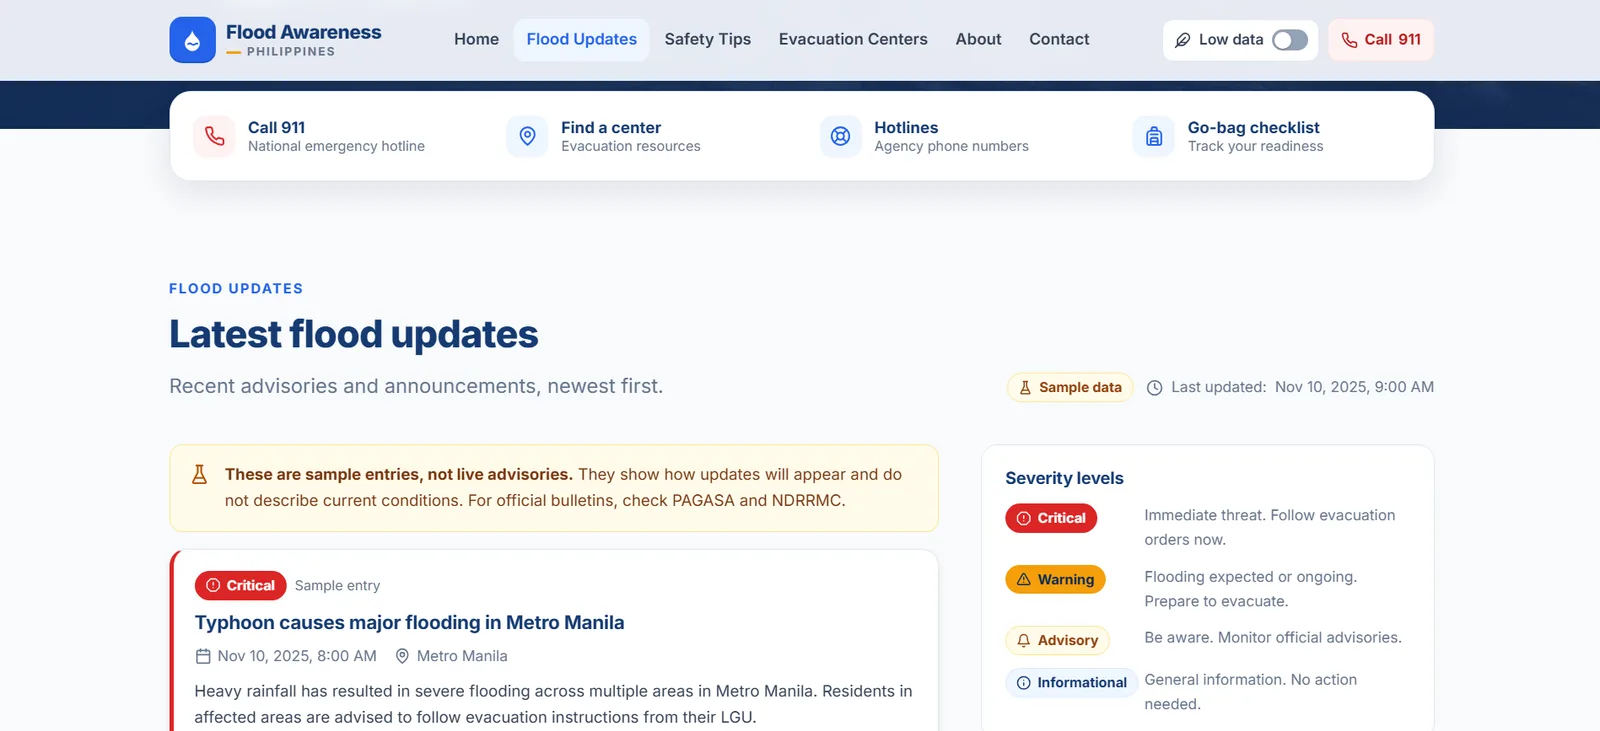 Flood Awareness
PHILIPPINES
Home
Flood Updates
Safety Tips
Evacuation Centers
About
Contact
Low data
Call 911
Call 911
National emergency hotline
Find a center
Evacuation resources
Hotlines
Agency phone numbers
Go-bag checklist
Track your readiness
FLOOD UPDATES
Latest flood updates
Recent advisories and announcements, newest first.
Sample data
Last updated: Nov 10, 2025, 9:00 AM
These are sample entries, not live advisories. They show how updates will appear and do
not describe current conditions. For official bulletins, check PAGASA and NDRRMC.
Critical
Sample entry
Typhoon causes major flooding in Metro Manila
Nov 10, 2025, 8:00 AM
Metro Manila
Heavy rainfall has resulted in severe flooding across multiple areas in Metro Manila. Residents in
affected areas are advised to follow evacuation instructions from their LGU.
Severity levels
Critical
Immediate threat. Follow evacuation
orders now.
Warning
Flooding expected or ongoing.
Prepare to evacuate.
Advisory
Be aware. Monitor official advisories.
Informational
General information. No action
needed.